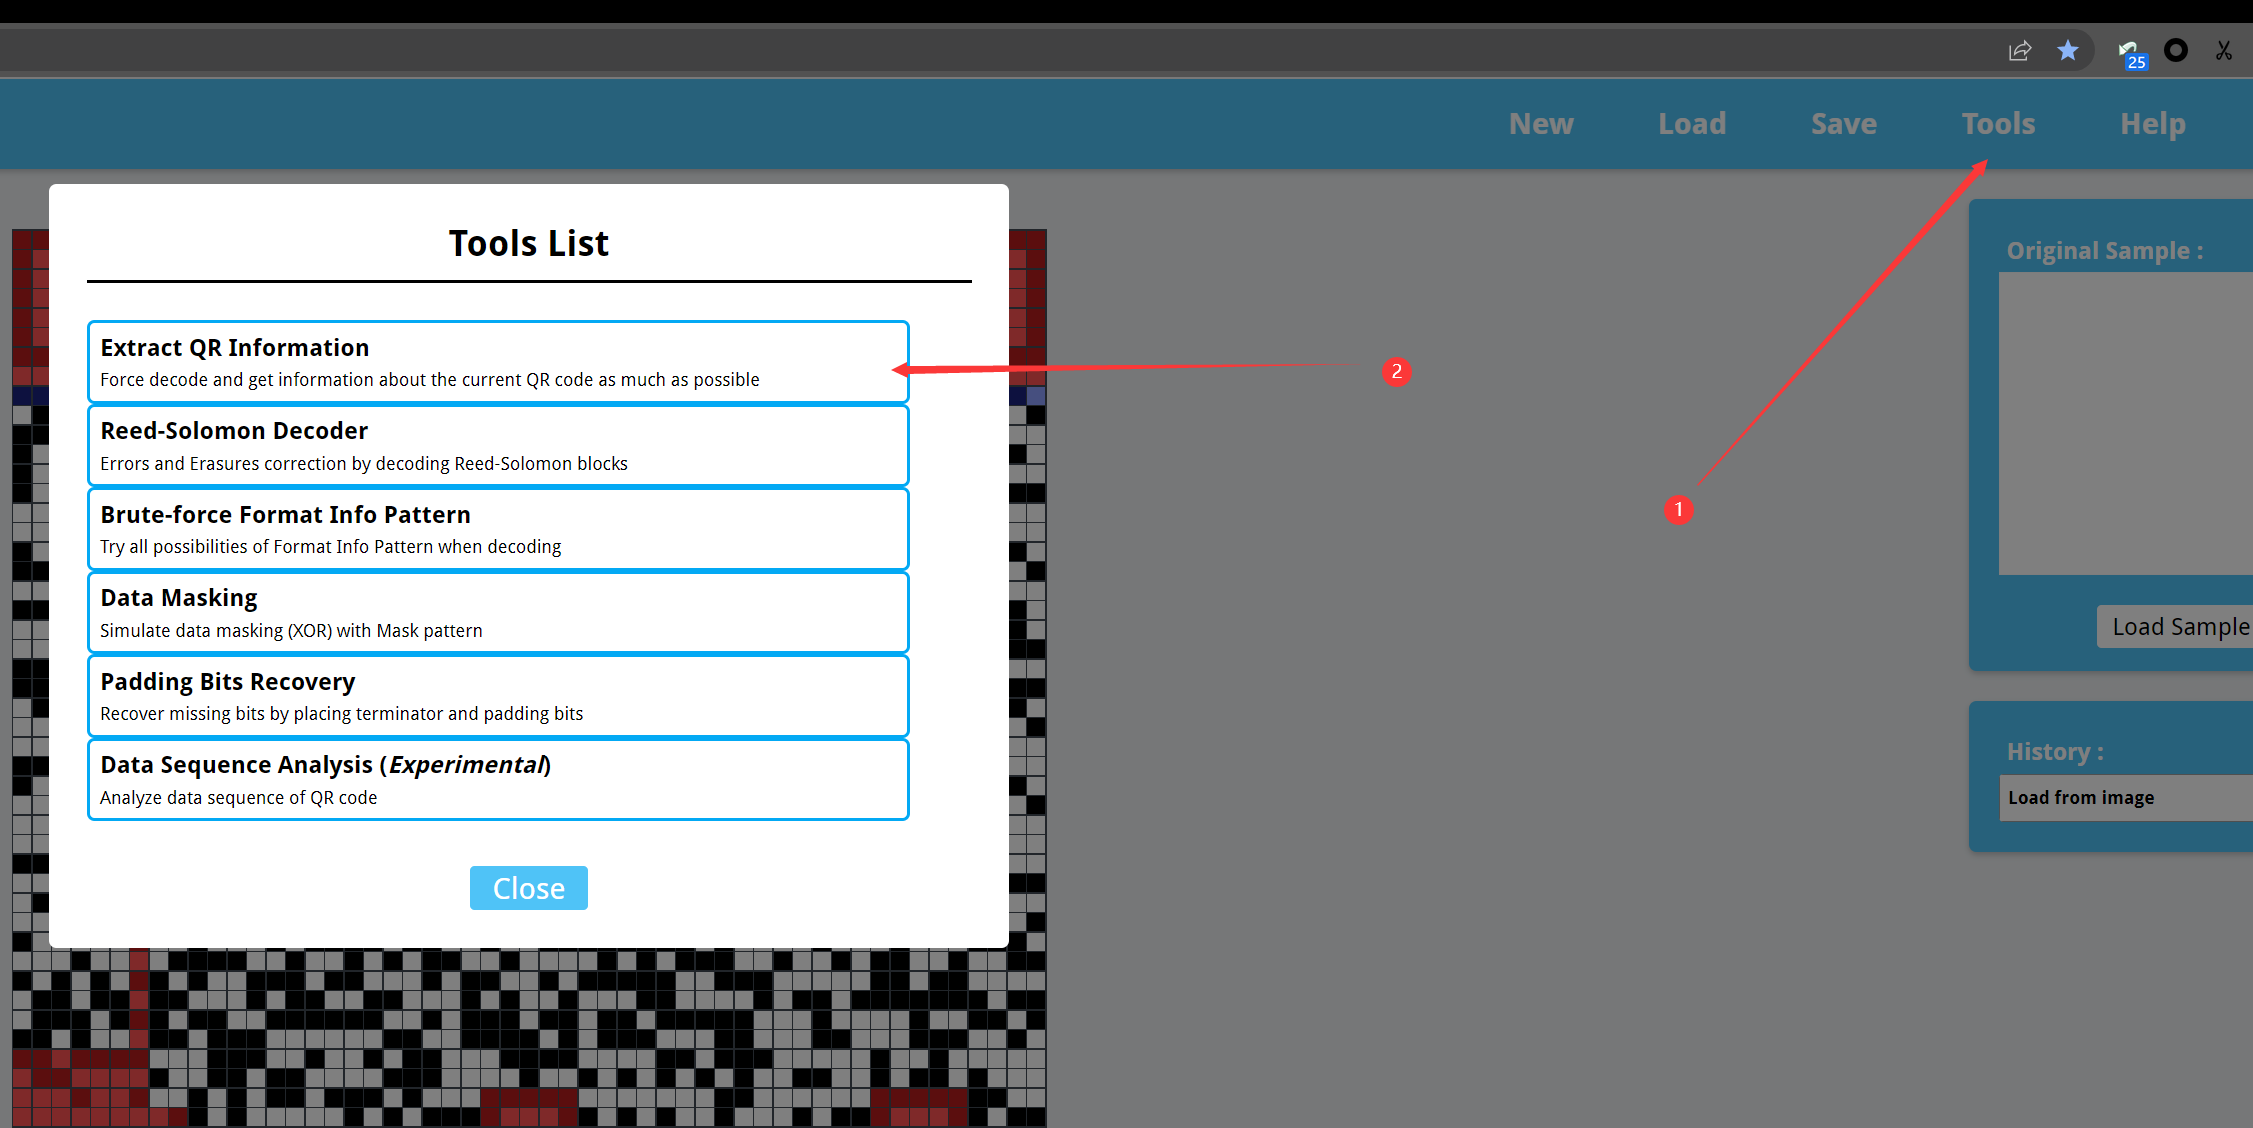 25
New Load Save Tools Help
Tools List
Extract QR Information
Force decode and get information about the current QR code as much as possible
Reed-Solomon Decoder
Errors and Erasures correction by decoding Reed-Solomon blocks
Brute-force Format Info Pattern
Try all possibilities of Format Info Pattern when decoding
Data Masking
Simulate data masking (XOR) with Mask pattern
Padding Bits Recovery
Recover missing bits by placing terminator and padding bits
Data Sequence Analysis (Experimental)
Analyze data sequence of QR code
Close
2
1
Original Sample :
Load Sample
History :
Load from image